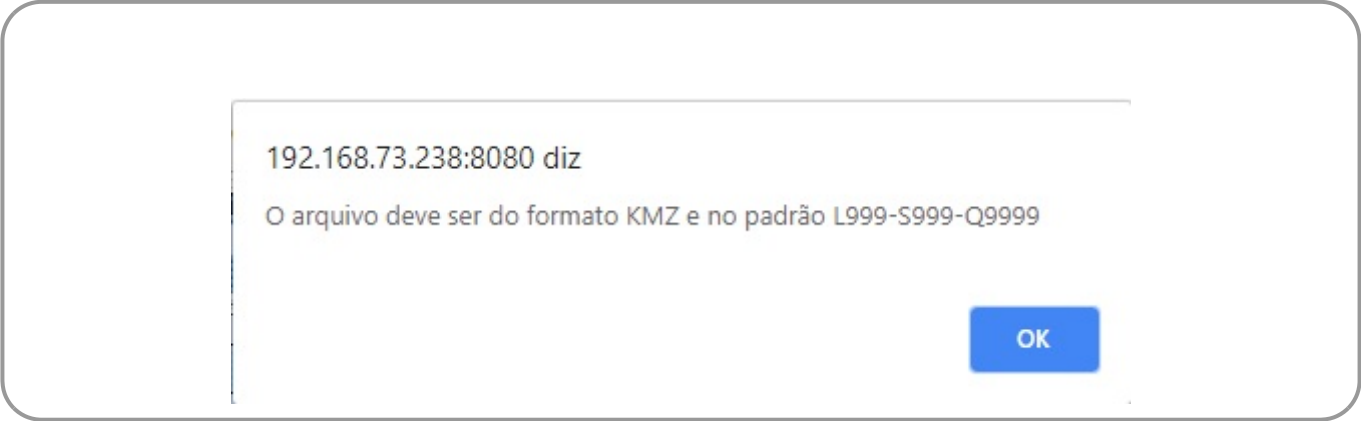 192.168.73.238:8080 diz
O arquivo deve ser do formato KMZ e no padrão L999-S999-Q9999
OK